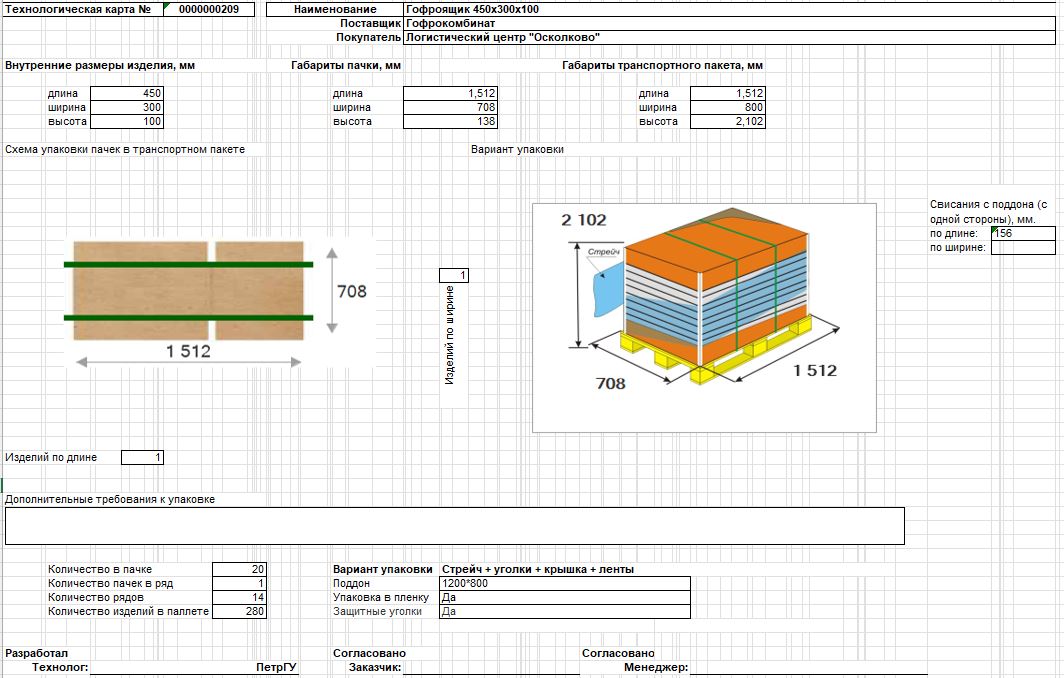 Технологическая карта № 0000000209 Наименование Гофроящик 450x300x100
Поставщик Гофрокомбинат
Покупатель Логистический центр "Осколково"
Внутренние размеры изделия, мм Габариты пачки, мм Габариты транспортного пакета, мм
длина 450 длина 1,512 длина 1,512
ширина 300 ширина 708 ширина 800
высота 100 высота 138 высота 2,102
Схема упаковки пачек в транспортном пакете Вариант упаковки
708
1 512
1
Изделий по ширине
2 102
Стрейч
708
1 512
Свисания с поддона (с
одной стороны), мм.
по длине: 156
по ширине:
Изделий по длине 1
Дополнительные требования к упаковке
Количество в пачке 20 Вариант упаковки Стрейч + уголки + крышка + ленты
Количество пачек в ряд 1 Поддон 1200*800
Количество рядов 14 Упаковка в пленку Да
Количество изделий в паллете 280 Защитные уголки Да
Разработал Согласовано Согласовано
Технолог: ПетрГУ Заказчик: Менеджер: